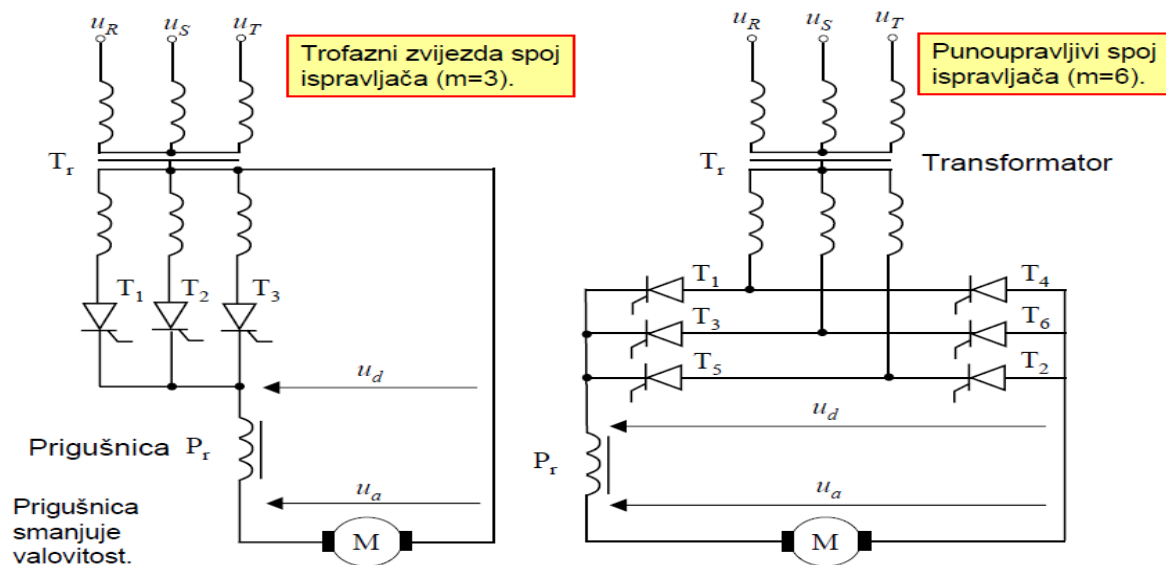 u_R u_S u_T
Trofazni zvijezda spoj
ispravljača (m=3).
T_r
T_1 T_2 T_3
u_d
Prigušnica P_r
u_a
Prigušnica
smanjuje
valovitost.
M
u_R u_S u_T
Punoupravljivi spoj
ispravljača (m=6).
T_r
Transformator
T_1 T_4
T_3 T_6
T_5 T_2
u_d
P_r
u_a
M